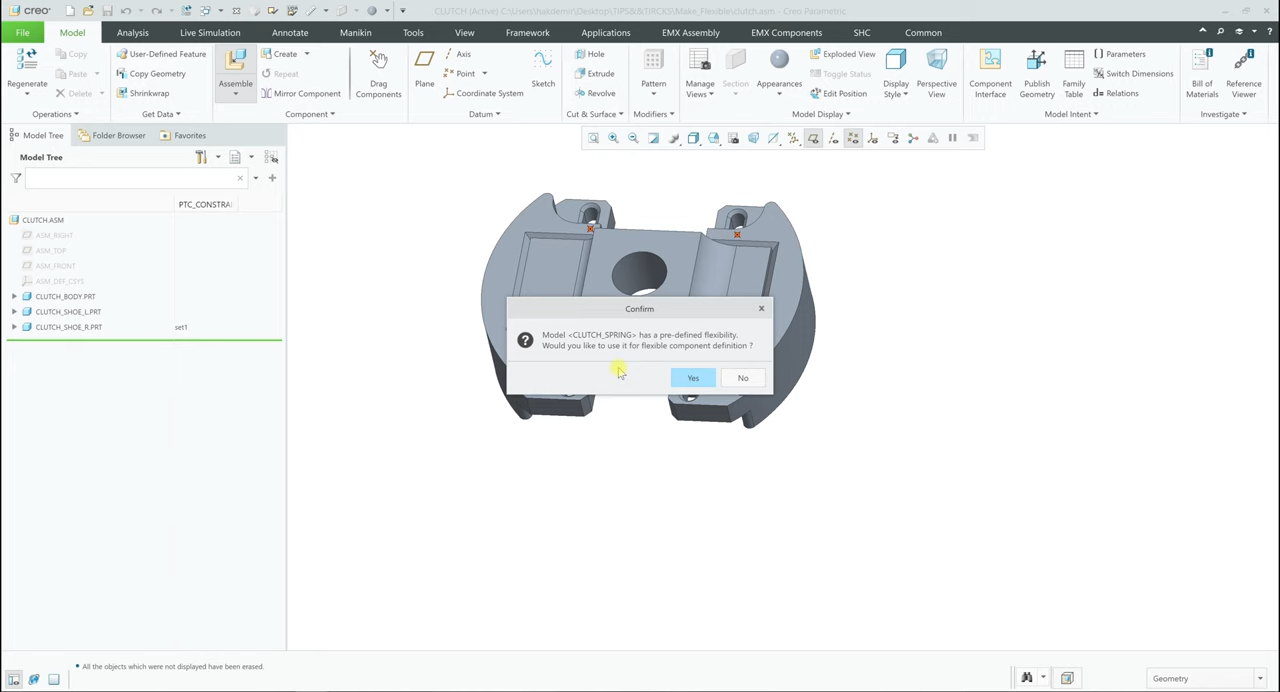 creo
CLUTCH (Active) C:\Users\hakdemir\Desktop\TIPS&&TIRCKS\Make_Flexible\clutch.asm - Creo Parametric
File Model Analysis Live Simulation Annotate Manikin Tools View Framework Applications EMX Assembly EMX Components SHC Common
Regenerate
Copy
Paste
Delete
Operations
User-Defined Feature
Copy Geometry
Shrinkwrap
Get Data
Assemble
Create
Repeat
Mirror Component
Component
Drag
Components
Plane
Axis
Point
Coordinate System
Sketch
Datum
Hole
Extrude
Revolve
Cut & Surface
Pattern
Modifiers
Manage
Views
Section
Appearances
Exploded View
Toggle Status
Edit Position
Display
Style
Perspective
View
Model Display
Component
Interface
Publish
Geometry
Family
Table
Parameters
Switch Dimensions
d= Relations
Model Intent
Bill of
Materials
Reference
Viewer
Investigate
Model Tree Folder Browser Favorites
Model Tree
PTC_CONSTRAI
CLUTCH.ASM
ASM_RIGHT
ASM_TOP
ASM_FRONT
ASM_DEF_CSYS
CLUTCH_BODY.PRT
CLUTCH_SHOE_L.PRT
CLUTCH_SHOE_R.PRT set1
Confirm
Model <CLUTCH_SPRING> has a pre-defined flexibility.
Would you like to use it for flexible component definition ?
Yes No
All the objects which were not displayed have been erased.
Geometry